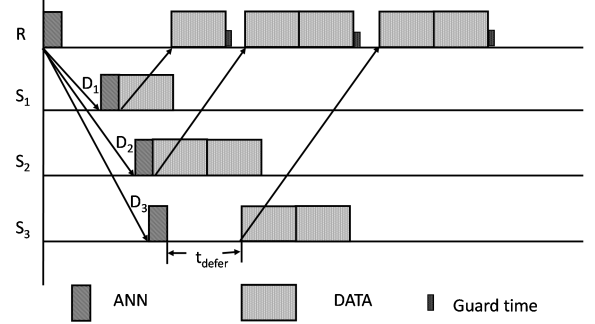 R
D1
S1
D2
S2
D3
S3
tdefer
ANN
DATA
Guard time